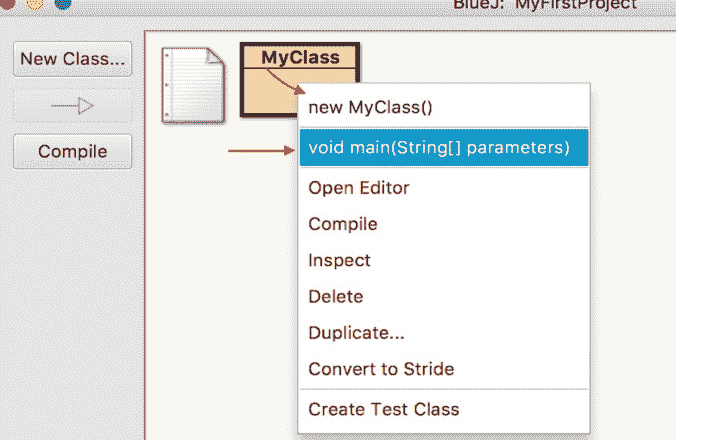 BlueJ: MyFirstProject
New Class...
Compile
MyClass
new MyClass()
void main(String[] parameters)
Open Editor
Compile
Inspect
Delete
Duplicate...
Convert to Stride
Create Test Class